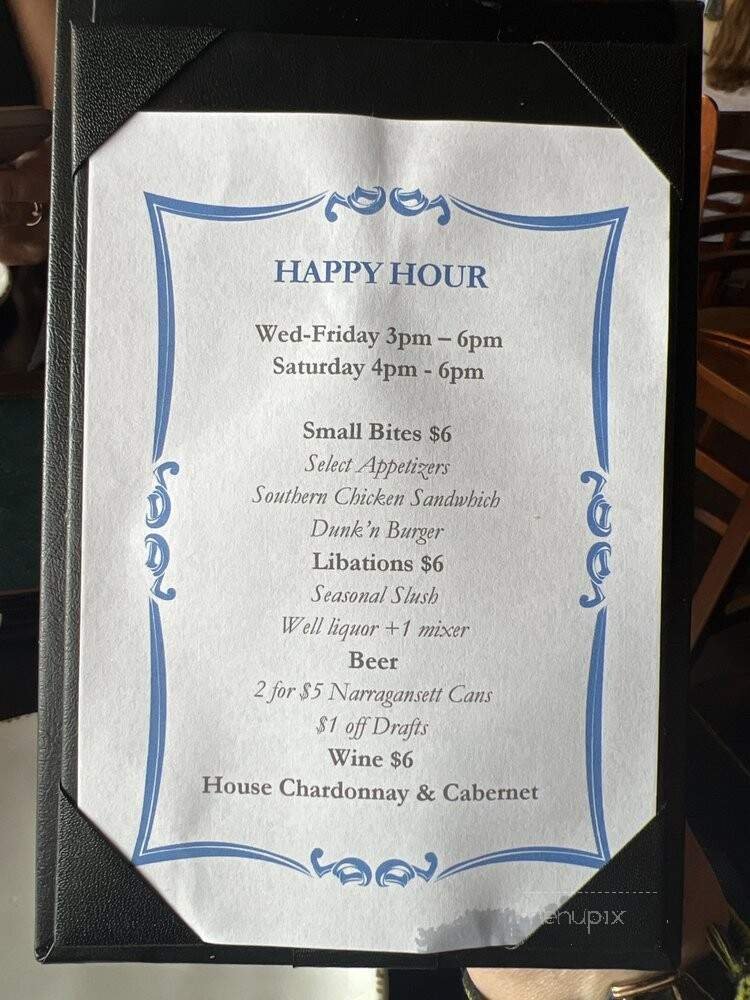 HAPPY HOUR
Wed-Friday 3pm – 6pm
Saturday 4pm - 6pm
Small Bites $6
Select Appetizers
Southern Chicken Sandwhich
Dunk'n Burger
Libations $6
Seasonal Slush
Well liquor +1 mixer
Beer
2 for $5 Narragansett Cans
$1 off Drafts
Wine $6
House Chardonnay & Cabernet
menupix